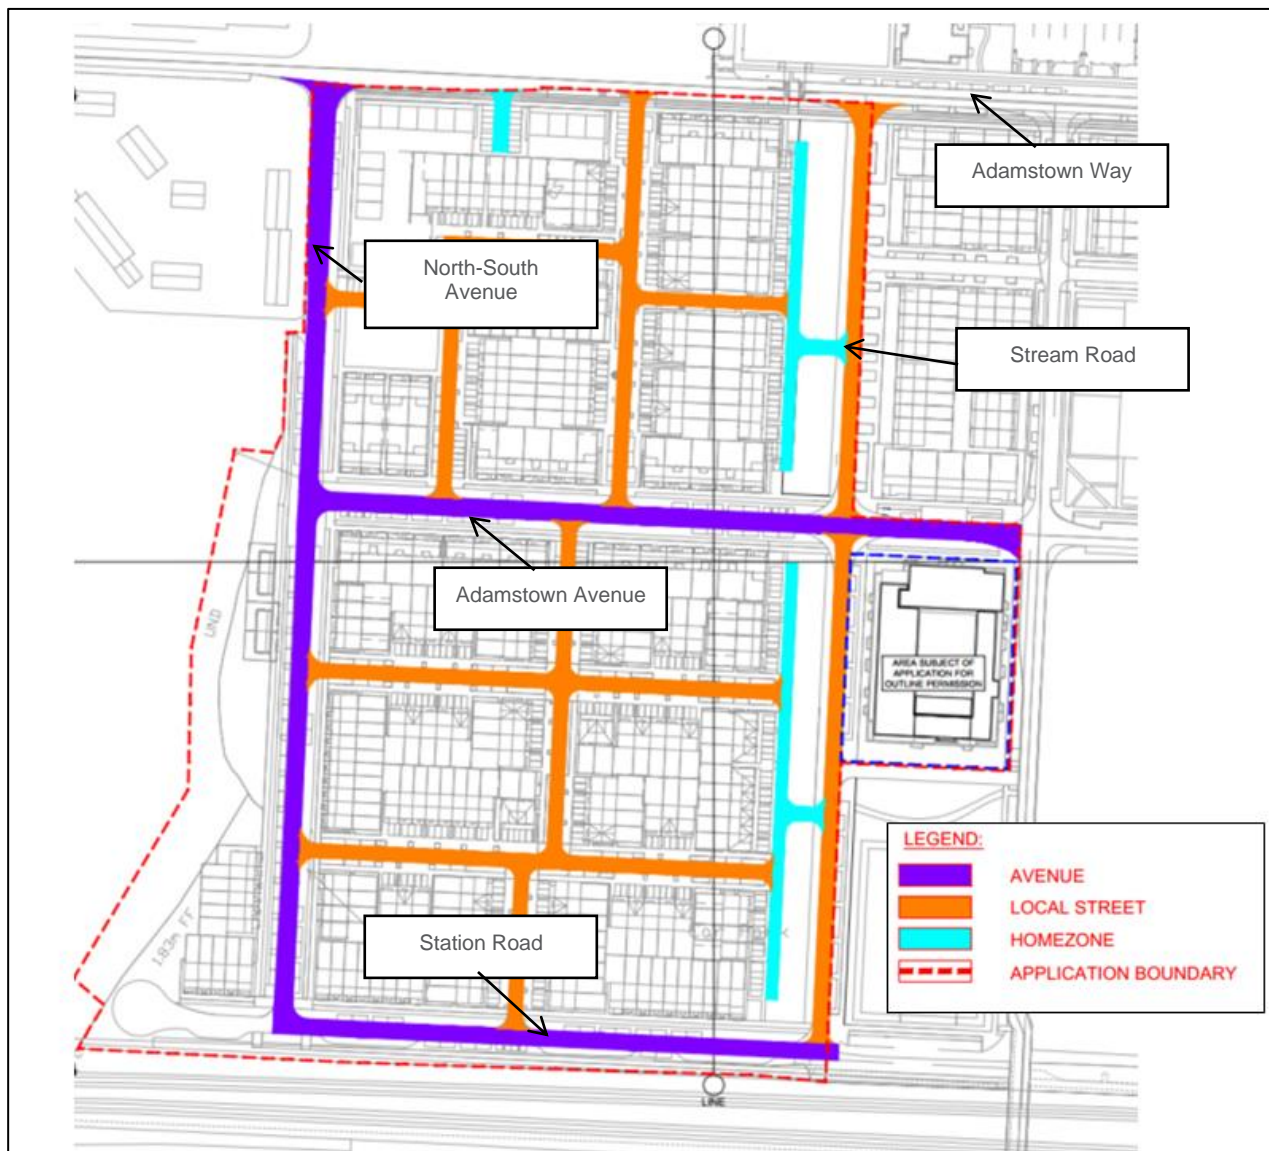 Adamstown Way
North-South
Avenue
Stream Road
Adamstown Avenue
UND
AREA SUBJECT OF
APPLICATION FOR
OUTLINE PERMISSION
LEGEND:
AVENUE
LOCAL STREET
HOMEZONE
APPLICATION BOUNDARY
Station Road
1.83m FF
LINE